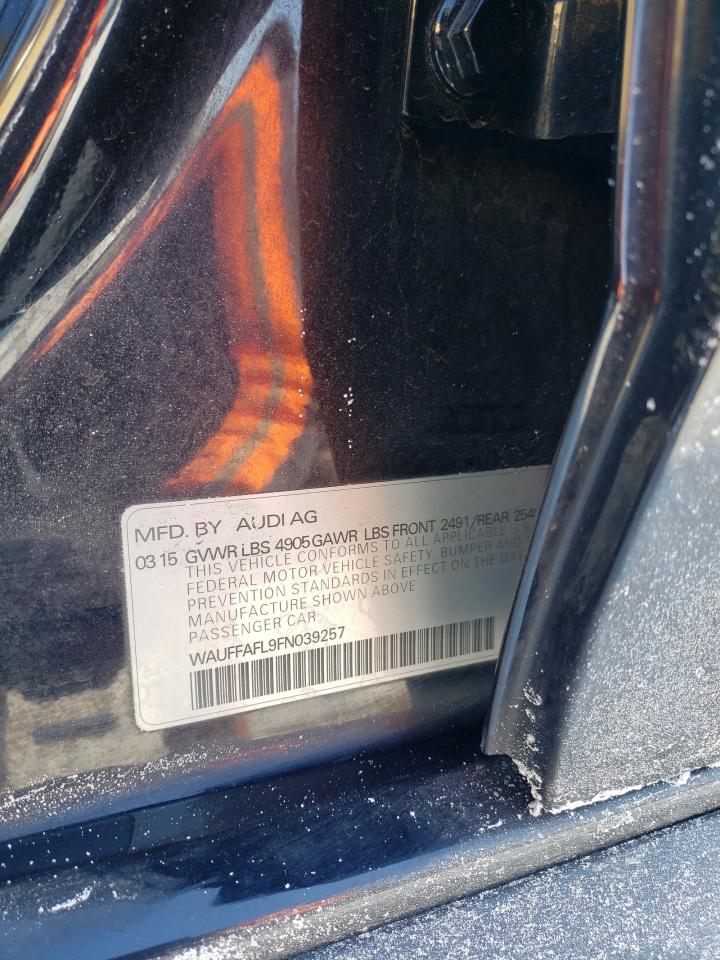 MFD. BY AUDI AG
03 15 GVWR LBS 4905 GAWR LBS FRONT 2491/REAR
THIS VEHICLE CONFORMS TO ALL APPLICABLE U.S
FEDERAL MOTOR VEHICLE SAFETY, BUMPER AND
PREVENTION STANDARDS IN EFFECT ON THE
MANUFACTURE SHOWN ABOVE
PASSENGER CAR
WAUFFAFL9FN039257